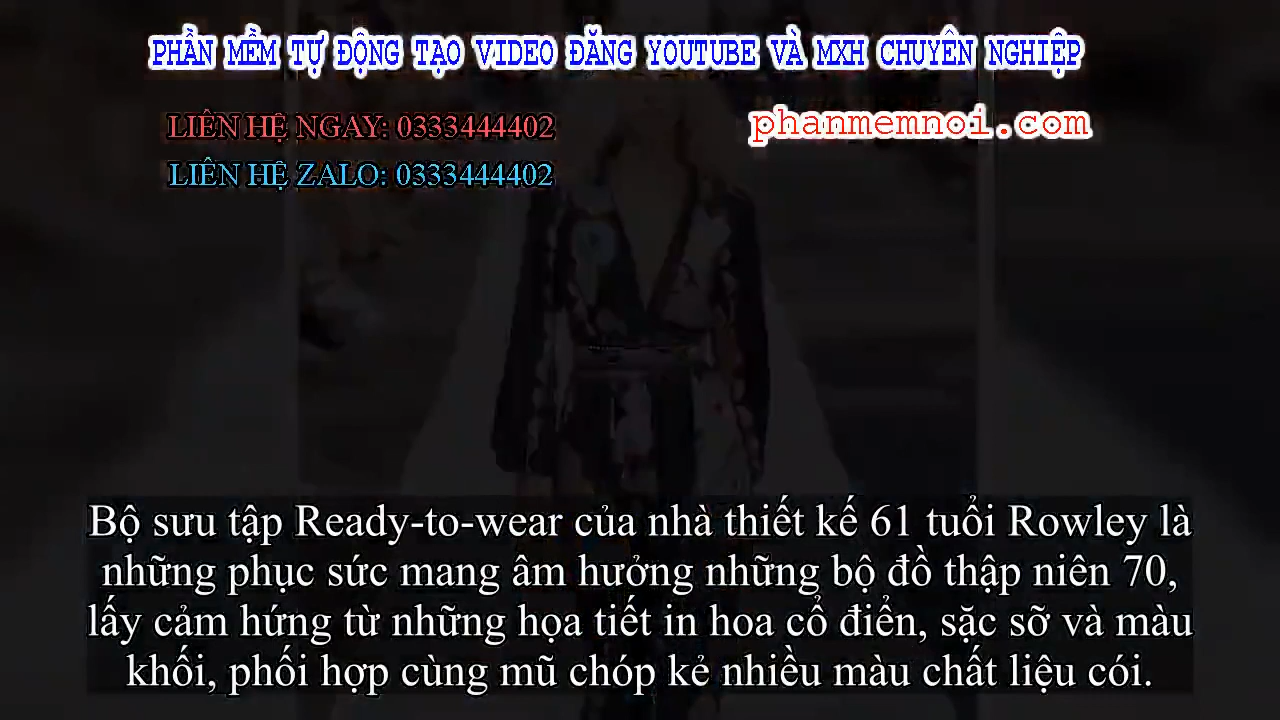 PHẦN MỀM TỰ ĐỘNG TẠO VIDEO ĐĂNG YOUTUBE VÀ MXH CHUYÊN NGHIỆP
LIÊN HỆ NGAY: 0333444402
phanmemnoi.com
LIÊN HỆ ZALO: 0333444402
Bộ sưu tập Ready-to-wear của nhà thiết kế 61 tuổi Rowley là
những phục sức mang âm hưởng những bộ đồ thập niên 70,
lấy cảm hứng từ những họa tiết in hoa cổ điển, sặc sỡ và màu
khối, phối hợp cùng mũ chóp kẻ nhiều màu chất liệu cói.